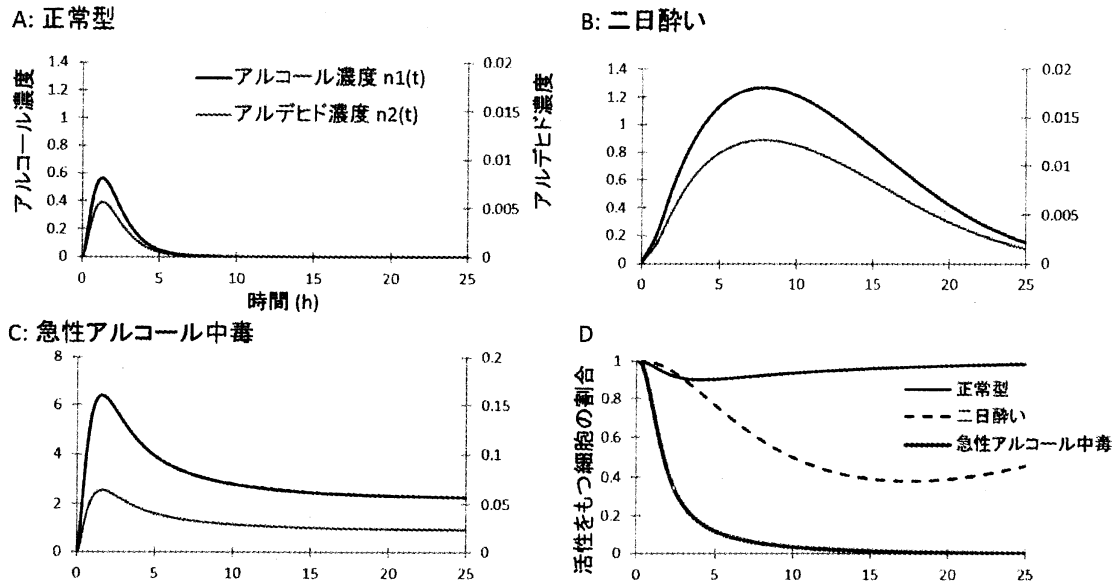 A: 正常型
アルコール濃度
1.4
1.2
1
0.8
0.6
0.4
0.2
0
アルコール濃度 n1(t)
アルデヒド濃度 n2(t)
0.02
0.015
0.01
0.005
0
0 5 10 15 20 25
時間 (h)
B: 二日酔い
アルデヒド濃度
1.4
1.2
1
0.8
0.6
0.4
0.2
0
0.02
0.015
0.01
0.005
0
0 5 10 15 20 25
C: 急性アルコール中毒
8
6
4
2
0
0.2
0.15
0.1
0.05
0
0 5 10 15 20 25
D
活性をもつ細胞の割合
1
0.8
0.6
0.4
0.2
0
正常型
二日酔い
急性アルコール中毒
0 5 10 15 20 25